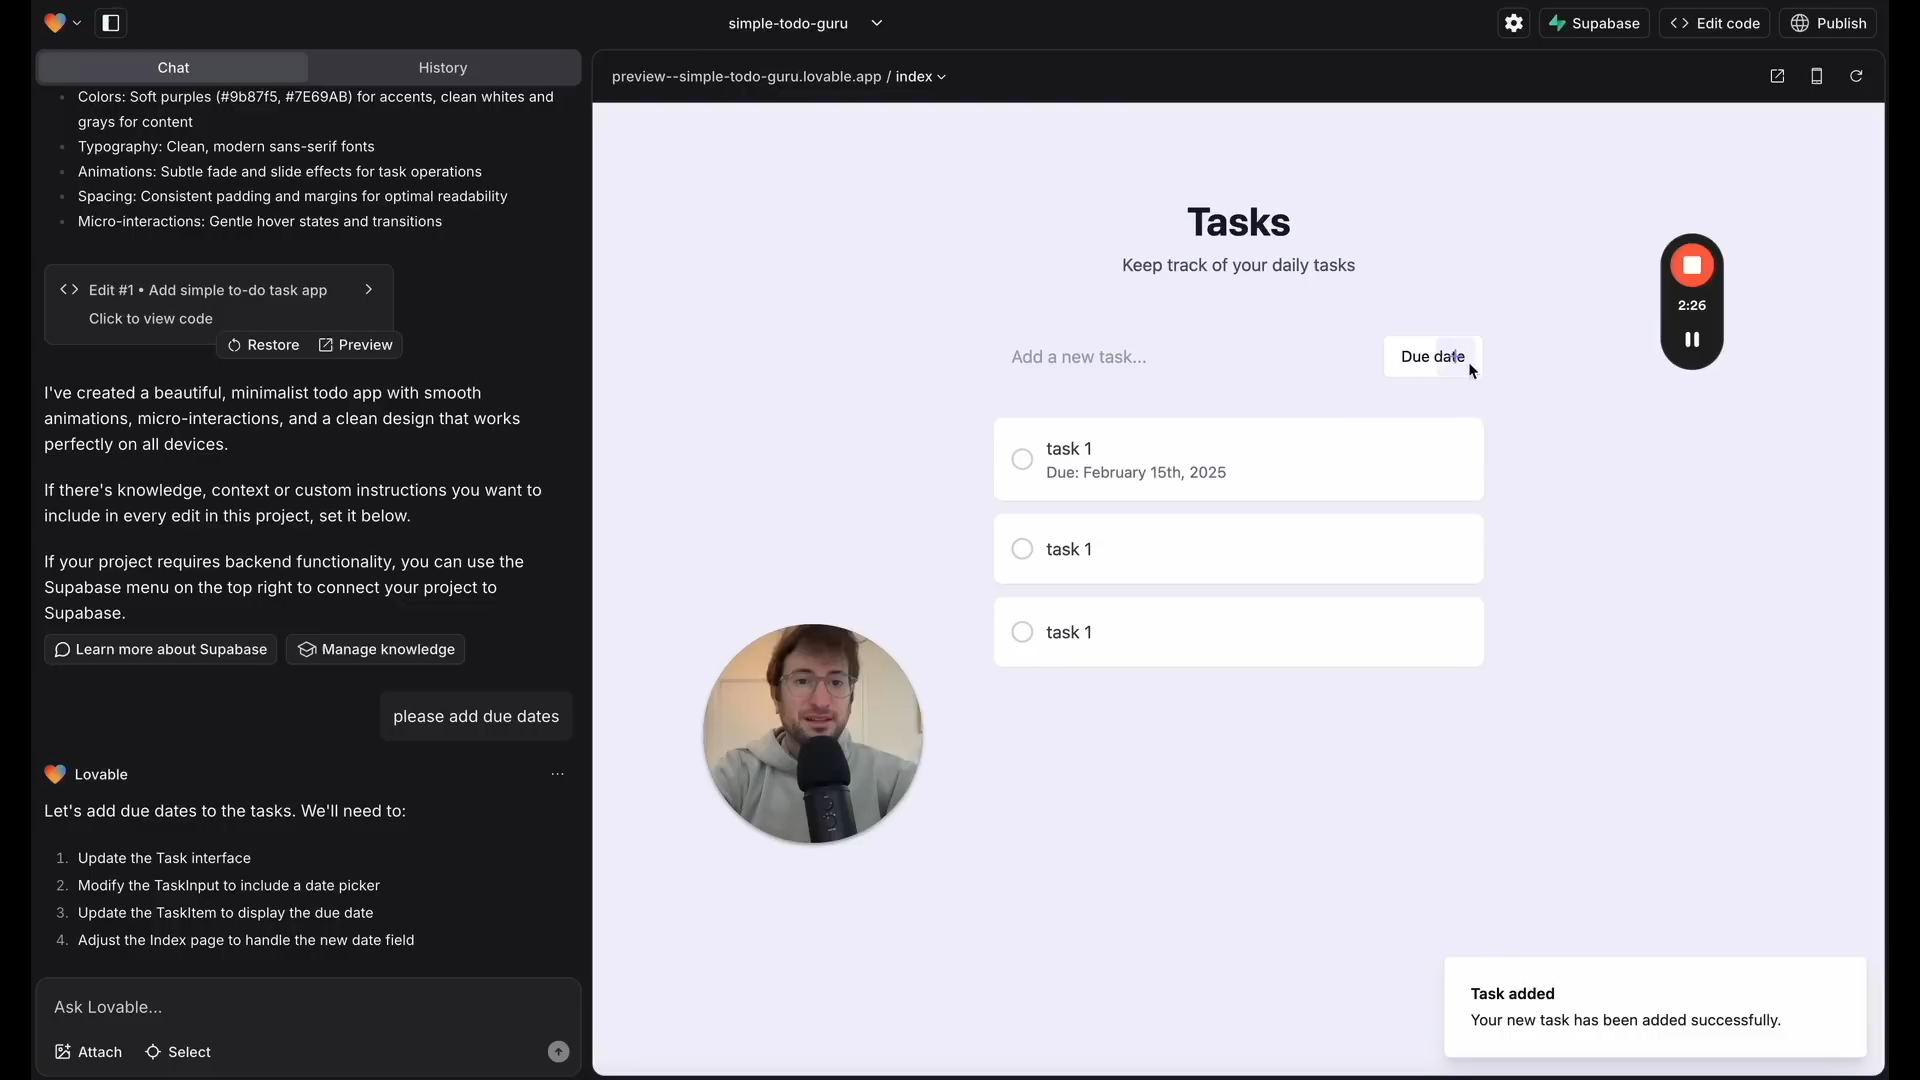 simple-todo-guru
Supabase
Edit code
Publish
Chat
History
Colors: Soft purples (#9b87f5, #7E69AB) for accents, clean whites and
grays for content
Typography: Clean, modern sans-serif fonts
Animations: Subtle fade and slide effects for task operations
Spacing: Consistent padding and margins for optimal readability
Micro-interactions: Gentle hover states and transitions
Edit #1 • Add simple to-do task app
Click to view code
Restore
Preview
I've created a beautiful, minimalist todo app with smooth
animations, micro-interactions, and a clean design that works
perfectly on all devices.
If there's knowledge, context or custom instructions you want to
include in every edit in this project, set it below.
If your project requires backend functionality, you can use the
Supabase menu on the top right to connect your project to
Supabase.
Learn more about Supabase
Manage knowledge
please add due dates
Lovable
Let's add due dates to the tasks. We'll need to:
1. Update the Task interface
2. Modify the TaskInput to include a date picker
3. Update the TaskItem to display the due date
4. Adjust the Index page to handle the new date field
Ask Lovable...
Attach
Select
preview--simple-todo-guru.lovable.app / index
Tasks
Keep track of your daily tasks
Add a new task...
Due date
task 1
Due: February 15th, 2025
task 1
task 1
2:26
Task added
Your new task has been added successfully.